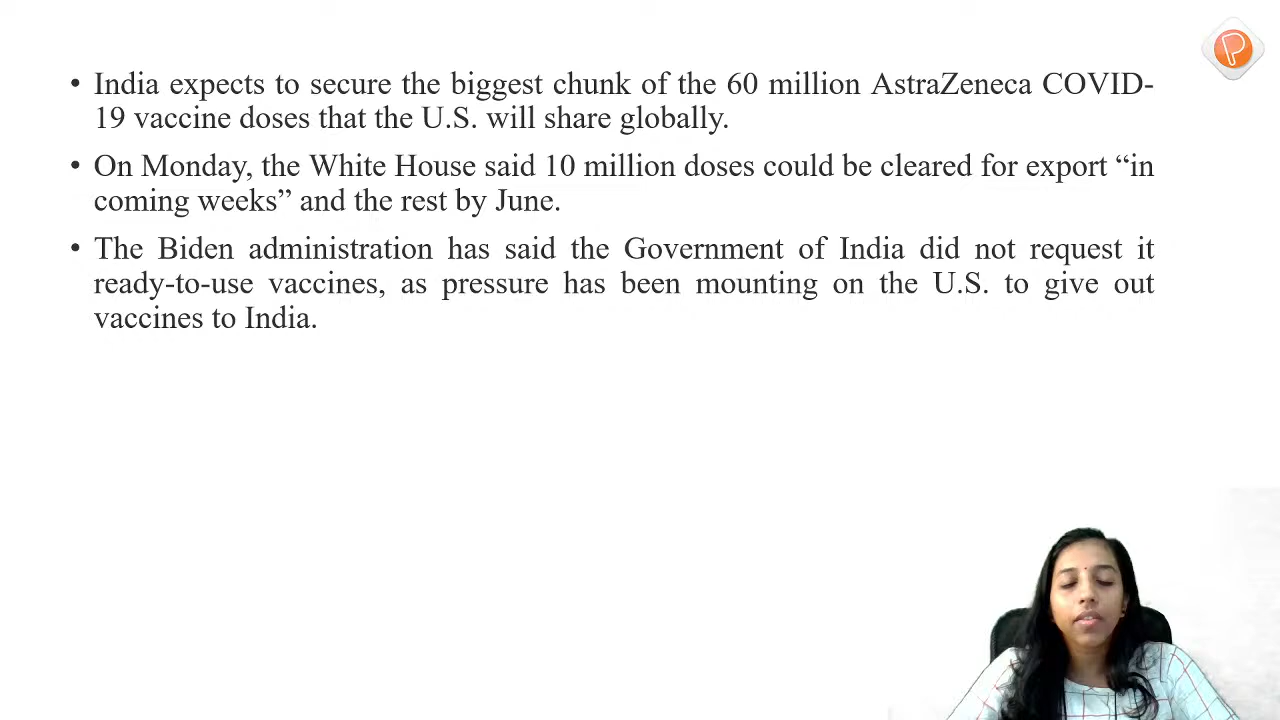 • India expects to secure the biggest chunk of the 60 million AstraZeneca COVID-
19 vaccine doses that the U.S. will share globally.
• On Monday, the White House said 10 million doses could be cleared for export “in
coming weeks” and the rest by June.
• The Biden administration has said the Government of India did not request it
ready-to-use vaccines, as pressure has been mounting on the U.S. to give out
vaccines to India.